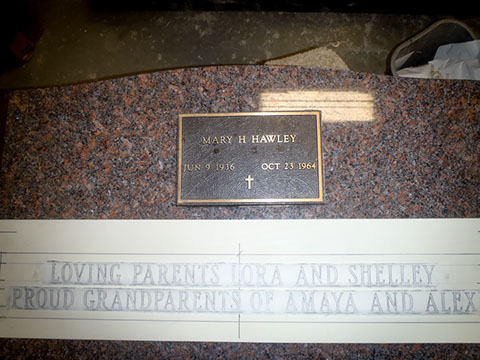 MARY H HAWLEY
JUN 9 1936 OCT 23 1964
✝
LOVING PARENTS LORA AND SHELLEY
PROUD GRANDPARENTS OF AMAYA AND ALEX